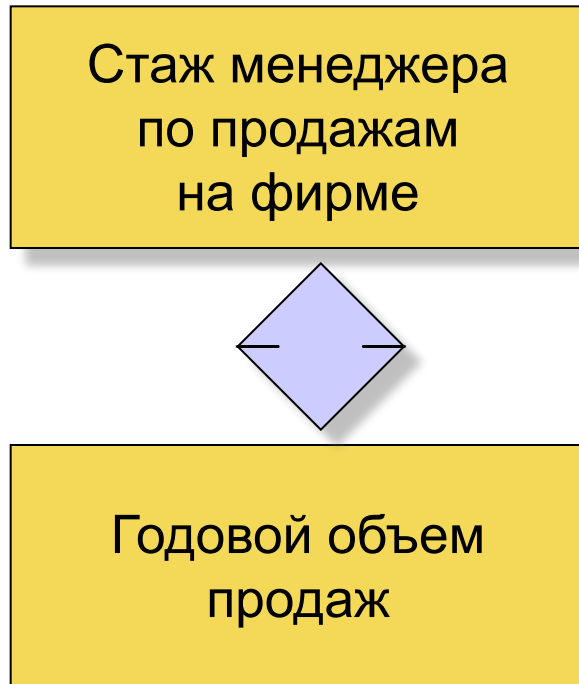 Стаж менеджера
по продажам
на фирме
Годовой объем
продаж